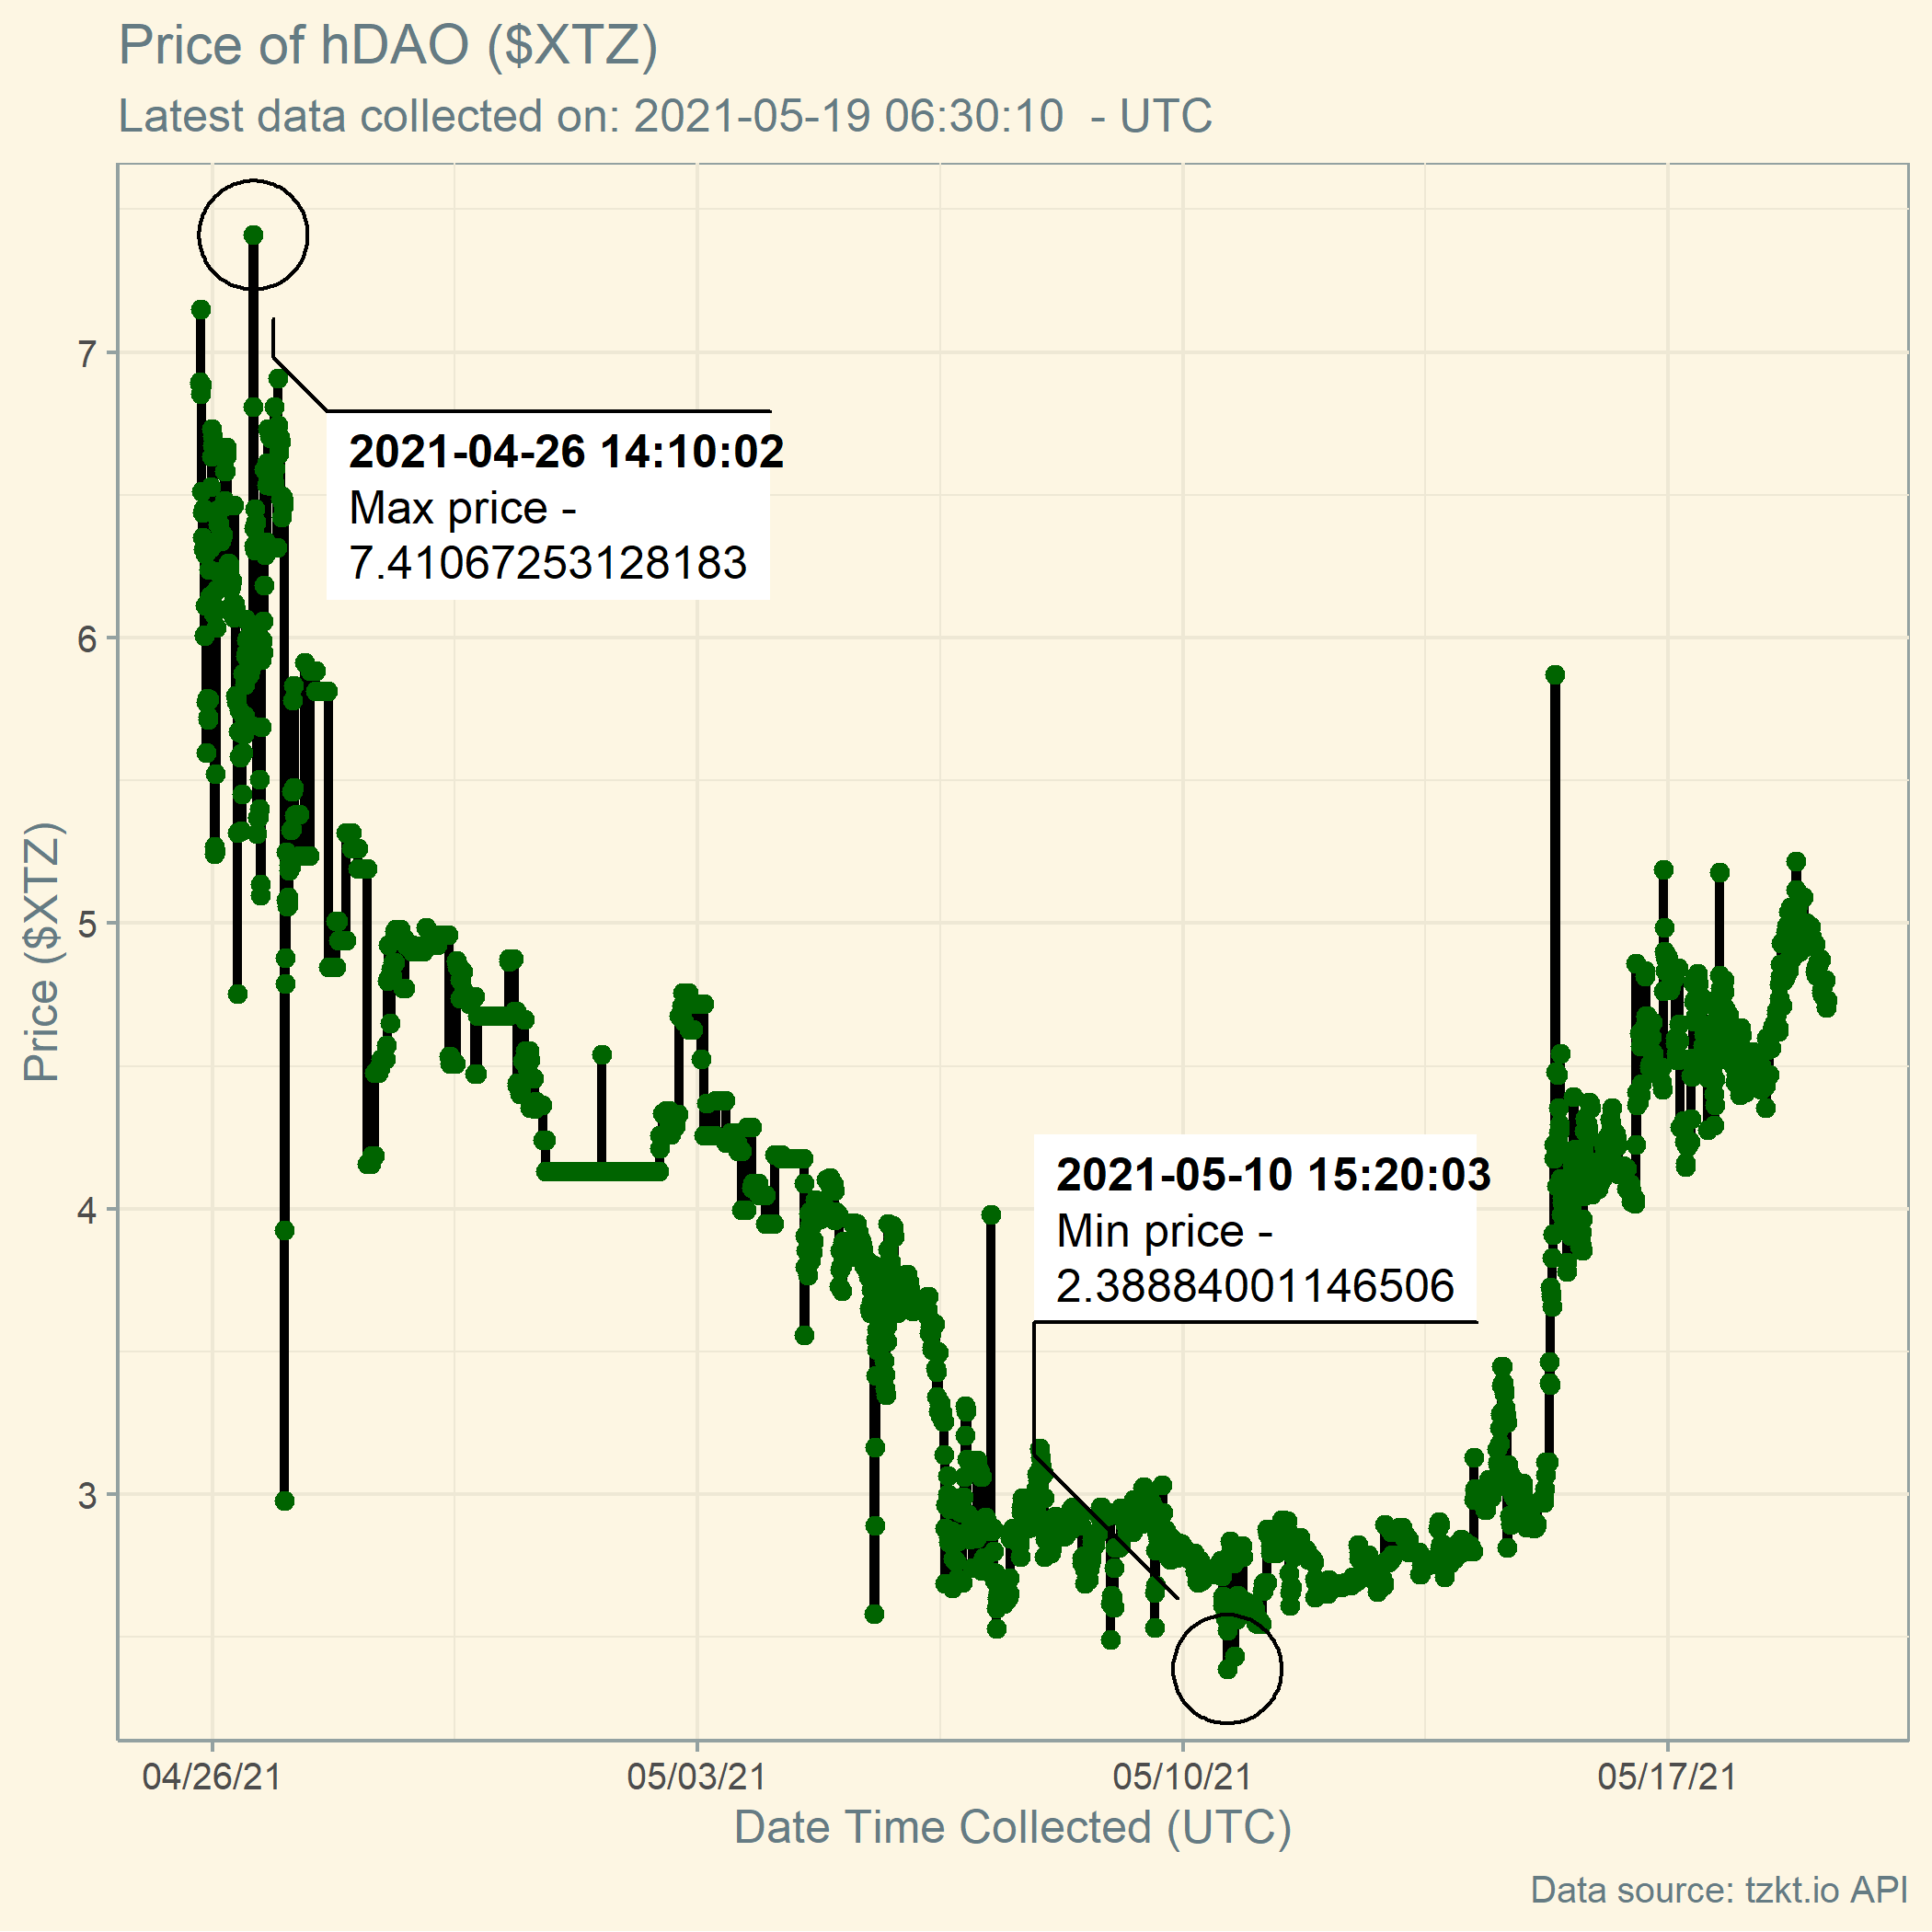 Price of hDAO ($XTZ)
Latest data collected on: 2021-05-19 06:30:10  - UTC
2021-04-26 14:10:02
Max price -
7.41067253128183
2021-05-10 15:20:03
Min price -
2.38884001146506
Price ($XTZ)
7
6
5
4
3
04/26/21
05/03/21
05/10/21
05/17/21
Date Time Collected (UTC)
Data source: tzkt.io API